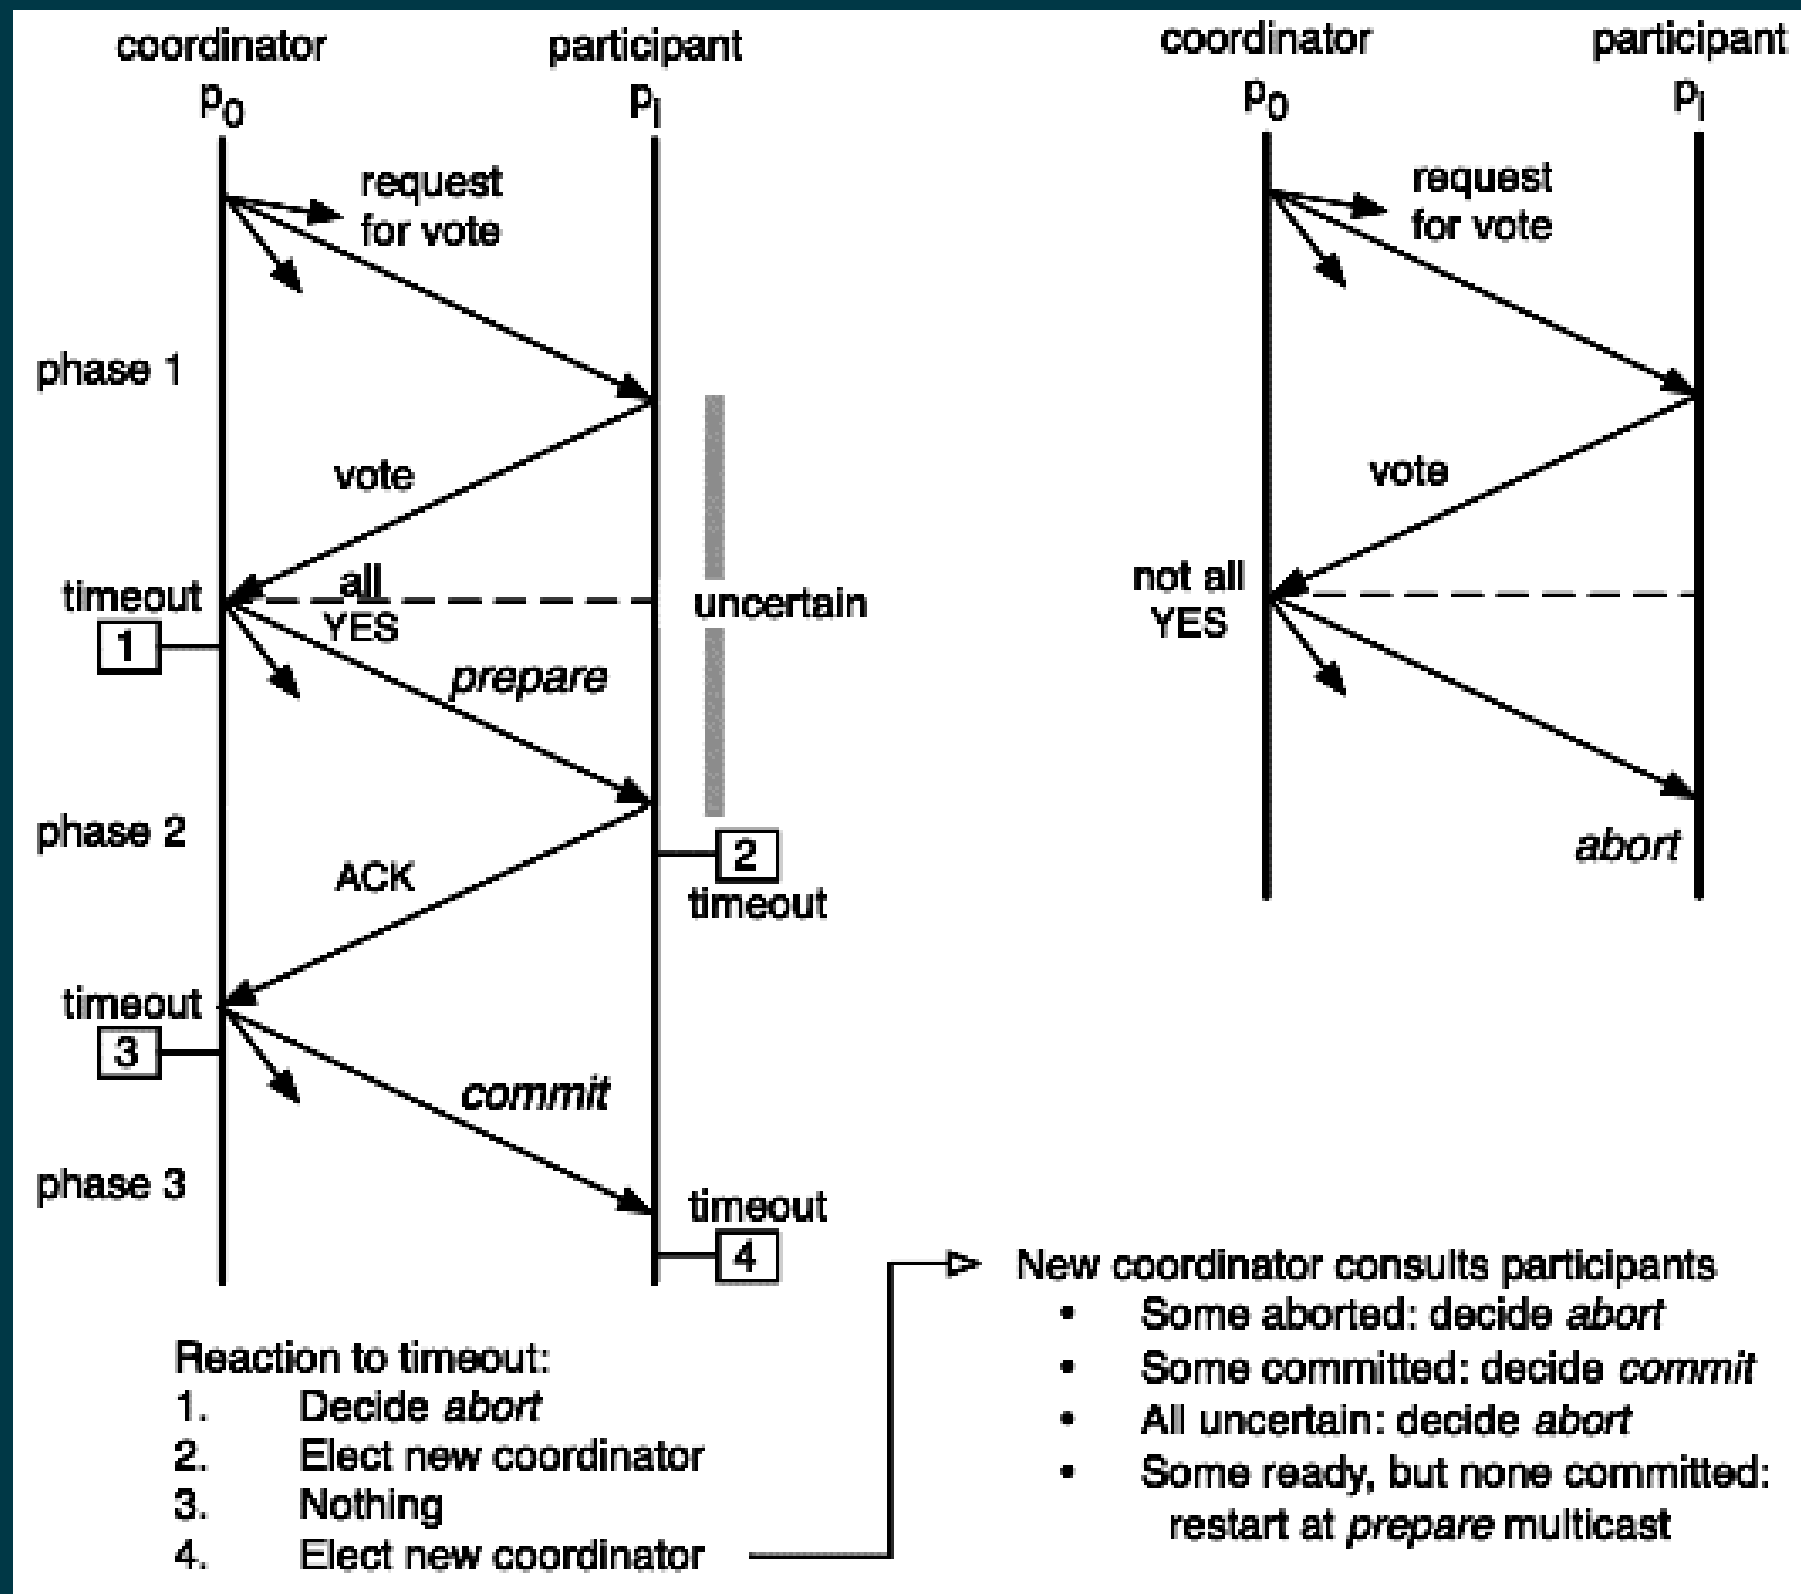 coordinator
p0
participant
pi
request
for vote
phase 1
vote
timeout
1
all
YES
uncertain
prepare
phase 2
2
timeout
ACK
timeout
3
commit
phase 3
timeout
4
Reaction to timeout:
1. Decide abort
2. Elect new coordinator
3. Nothing
4. Elect new coordinator
coordinator
p0
participant
pi
request
for vote
vote
not all
YES
abort
New coordinator consults participants
• Some aborted: decide abort
• Some committed: decide commit
• All uncertain: decide abort
• Some ready, but none committed:
restart at prepare multicast